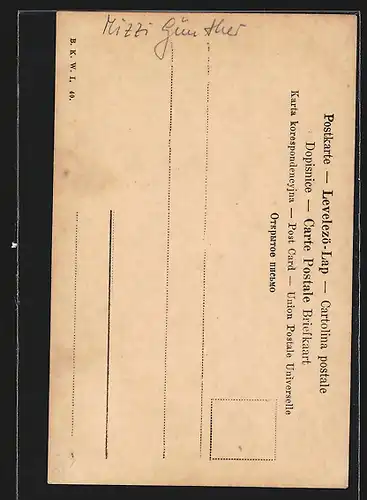 Mizzi Günther
Postkarte — Levelező-Lap — Cartolina postale
Dopisnice — Carte Postale Briefkaart
Karta korespondencyjna — Post Card — Union Postale Universelle
Открытое письмо
B. K. W. I. 40.